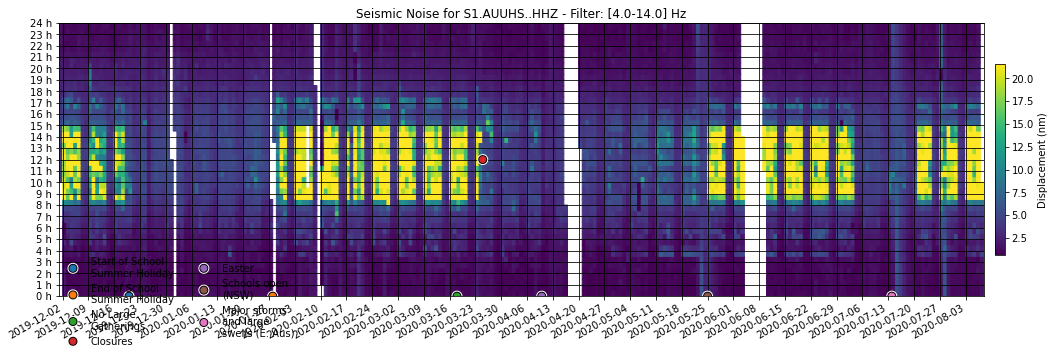 Seismic Noise for S1.AUUHS..HHZ - Filter: [4.0-14.0] Hz
24 h
23 h
22 h
21 h
20 h
19 h
18 h
17 h
16 h
15 h
14 h
13 h
12 h
11 h
10 h
9 h
8 h
7 h
6 h
5 h
4 h
3 h
2 h
1 h
0 h
20.0
17.5
15.0
12.5
10.0
7.5
5.0
2.5
Displacement (nm)
Start of School
Summer Holiday
End of School
Summer Holiday
No Large
Gatherings
Closures
Easter
Schools open
(NSW)
Major storms
and large
swells (E. Aus)
2019-12-02
2019-12-09
2019-12-16
2019-12-23
2019-12-30
2020-01-06
2020-01-13
2020-01-20
2020-01-27
2020-02-03
2020-02-10
2020-02-17
2020-02-24
2020-03-02
2020-03-09
2020-03-16
2020-03-23
2020-03-30
2020-04-06
2020-04-13
2020-04-20
2020-04-27
2020-05-04
2020-05-11
2020-05-18
2020-05-25
2020-06-01
2020-06-08
2020-06-15
2020-06-22
2020-06-29
2020-07-06
2020-07-13
2020-07-20
2020-07-27
2020-08-03